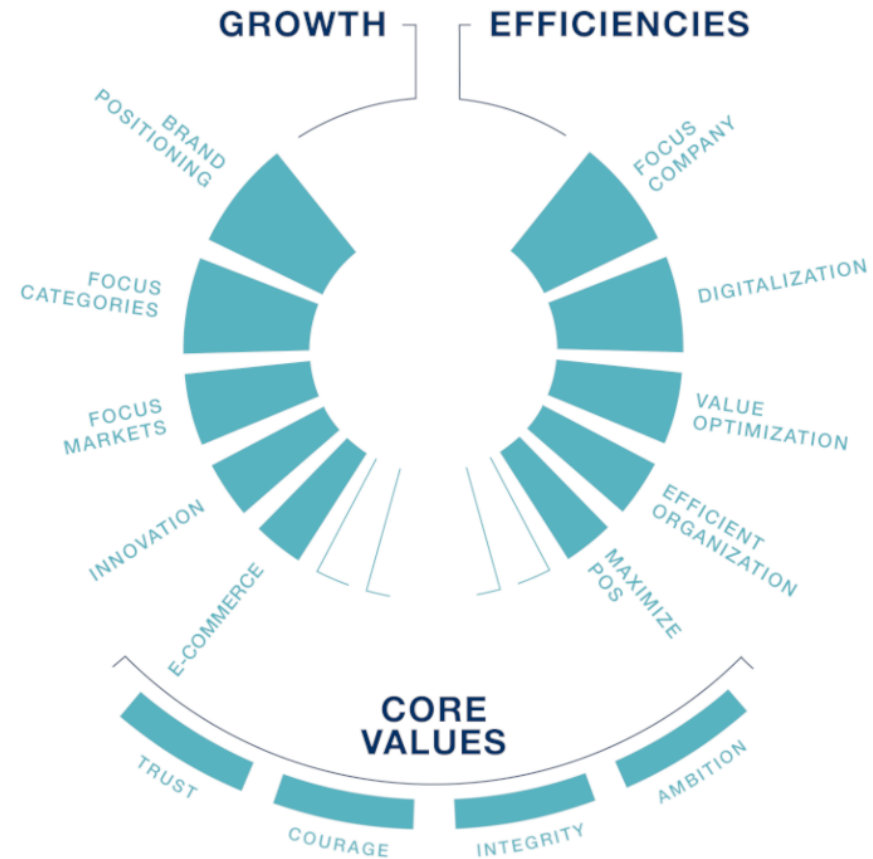 GROWTH
EFFICIENCIES
BRAND
POSITIONING
FOCUS
CATEGORIES
FOCUS
MARKETS
INNOVATION
E-COMMERCE
FOCUS
COMPANY
DIGITALIZATION
VALUE
OPTIMIZATION
EFFICIENT
ORGANIZATION
MAXIMIZE
POS
CORE
VALUES
TRUST
COURAGE
INTEGRITY
AMBITION